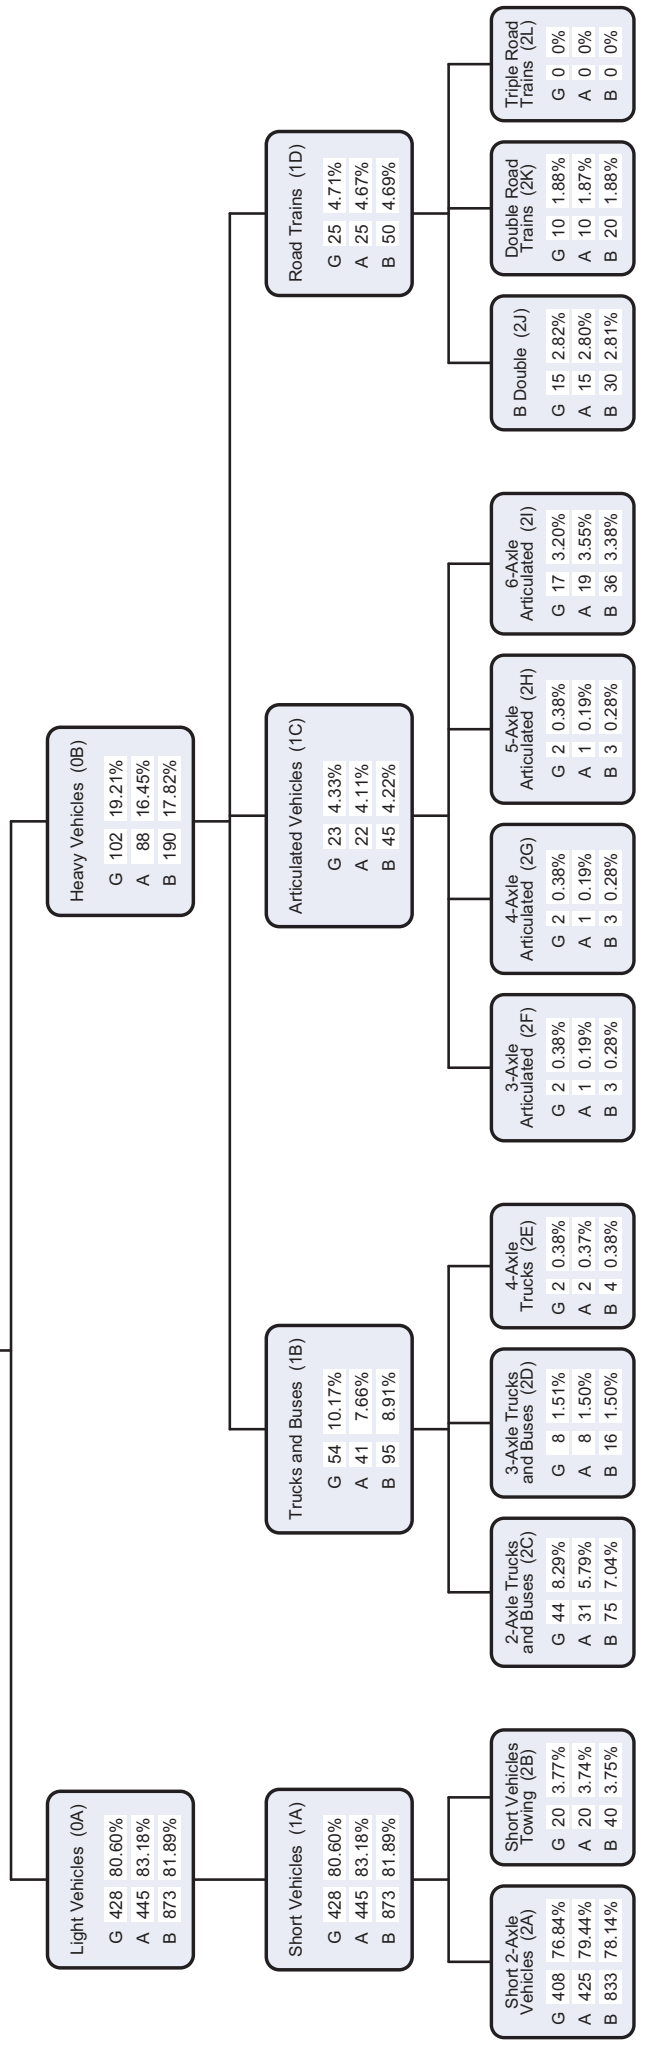 Light Vehicles (0A)
G 428 80.60%
A 445 83.18%
B 873 81.89%
Heavy Vehicles (0B)
G 102 19.21%
A 88 16.45%
B 190 17.82%
Short Vehicles (1A)
G 428 80.60%
A 445 83.18%
B 873 81.89%
Trucks and Buses (1B)
G 54 10.17%
A 41 7.66%
B 95 8.91%
Articulated Vehicles (1C)
G 23 4.33%
A 22 4.11%
B 45 4.22%
Road Trains (1D)
G 25 4.71%
A 25 4.67%
B 50 4.69%
Short 2-Axle
Vehicles (2A)
G 408 76.84%
A 425 79.44%
B 833 78.14%
Short Vehicles
Towing (2B)
G 20 3.77%
A 20 3.74%
B 40 3.75%
2-Axle Trucks
and Buses (2C)
G 44 8.29%
A 31 5.79%
B 75 7.04%
3-Axle Trucks
and Buses (2D)
G 8 1.51%
A 8 1.50%
B 16 1.50%
4-Axle
Trucks (2E)
G 2 0.38%
A 2 0.37%
B 4 0.38%
3-Axle
Articulated (2F)
G 2 0.38%
A 1 0.19%
B 3 0.28%
4-Axle
Articulated (2G)
G 2 0.38%
A 1 0.19%
B 3 0.28%
5-Axle
Articulated (2H)
G 2 0.38%
A 1 0.19%
B 3 0.28%
6-Axle
Articulated (2I)
G 17 3.20%
A 19 3.55%
B 36 3.38%
B Double (2J)
G 15 2.82%
A 15 2.80%
B 30 2.81%
Double Road
Trains (2K)
G 10 1.88%
A 10 1.87%
B 20 1.88%
Triple Road
Trains (2L)
G 0 0%
A 0 0%
B 0 0%